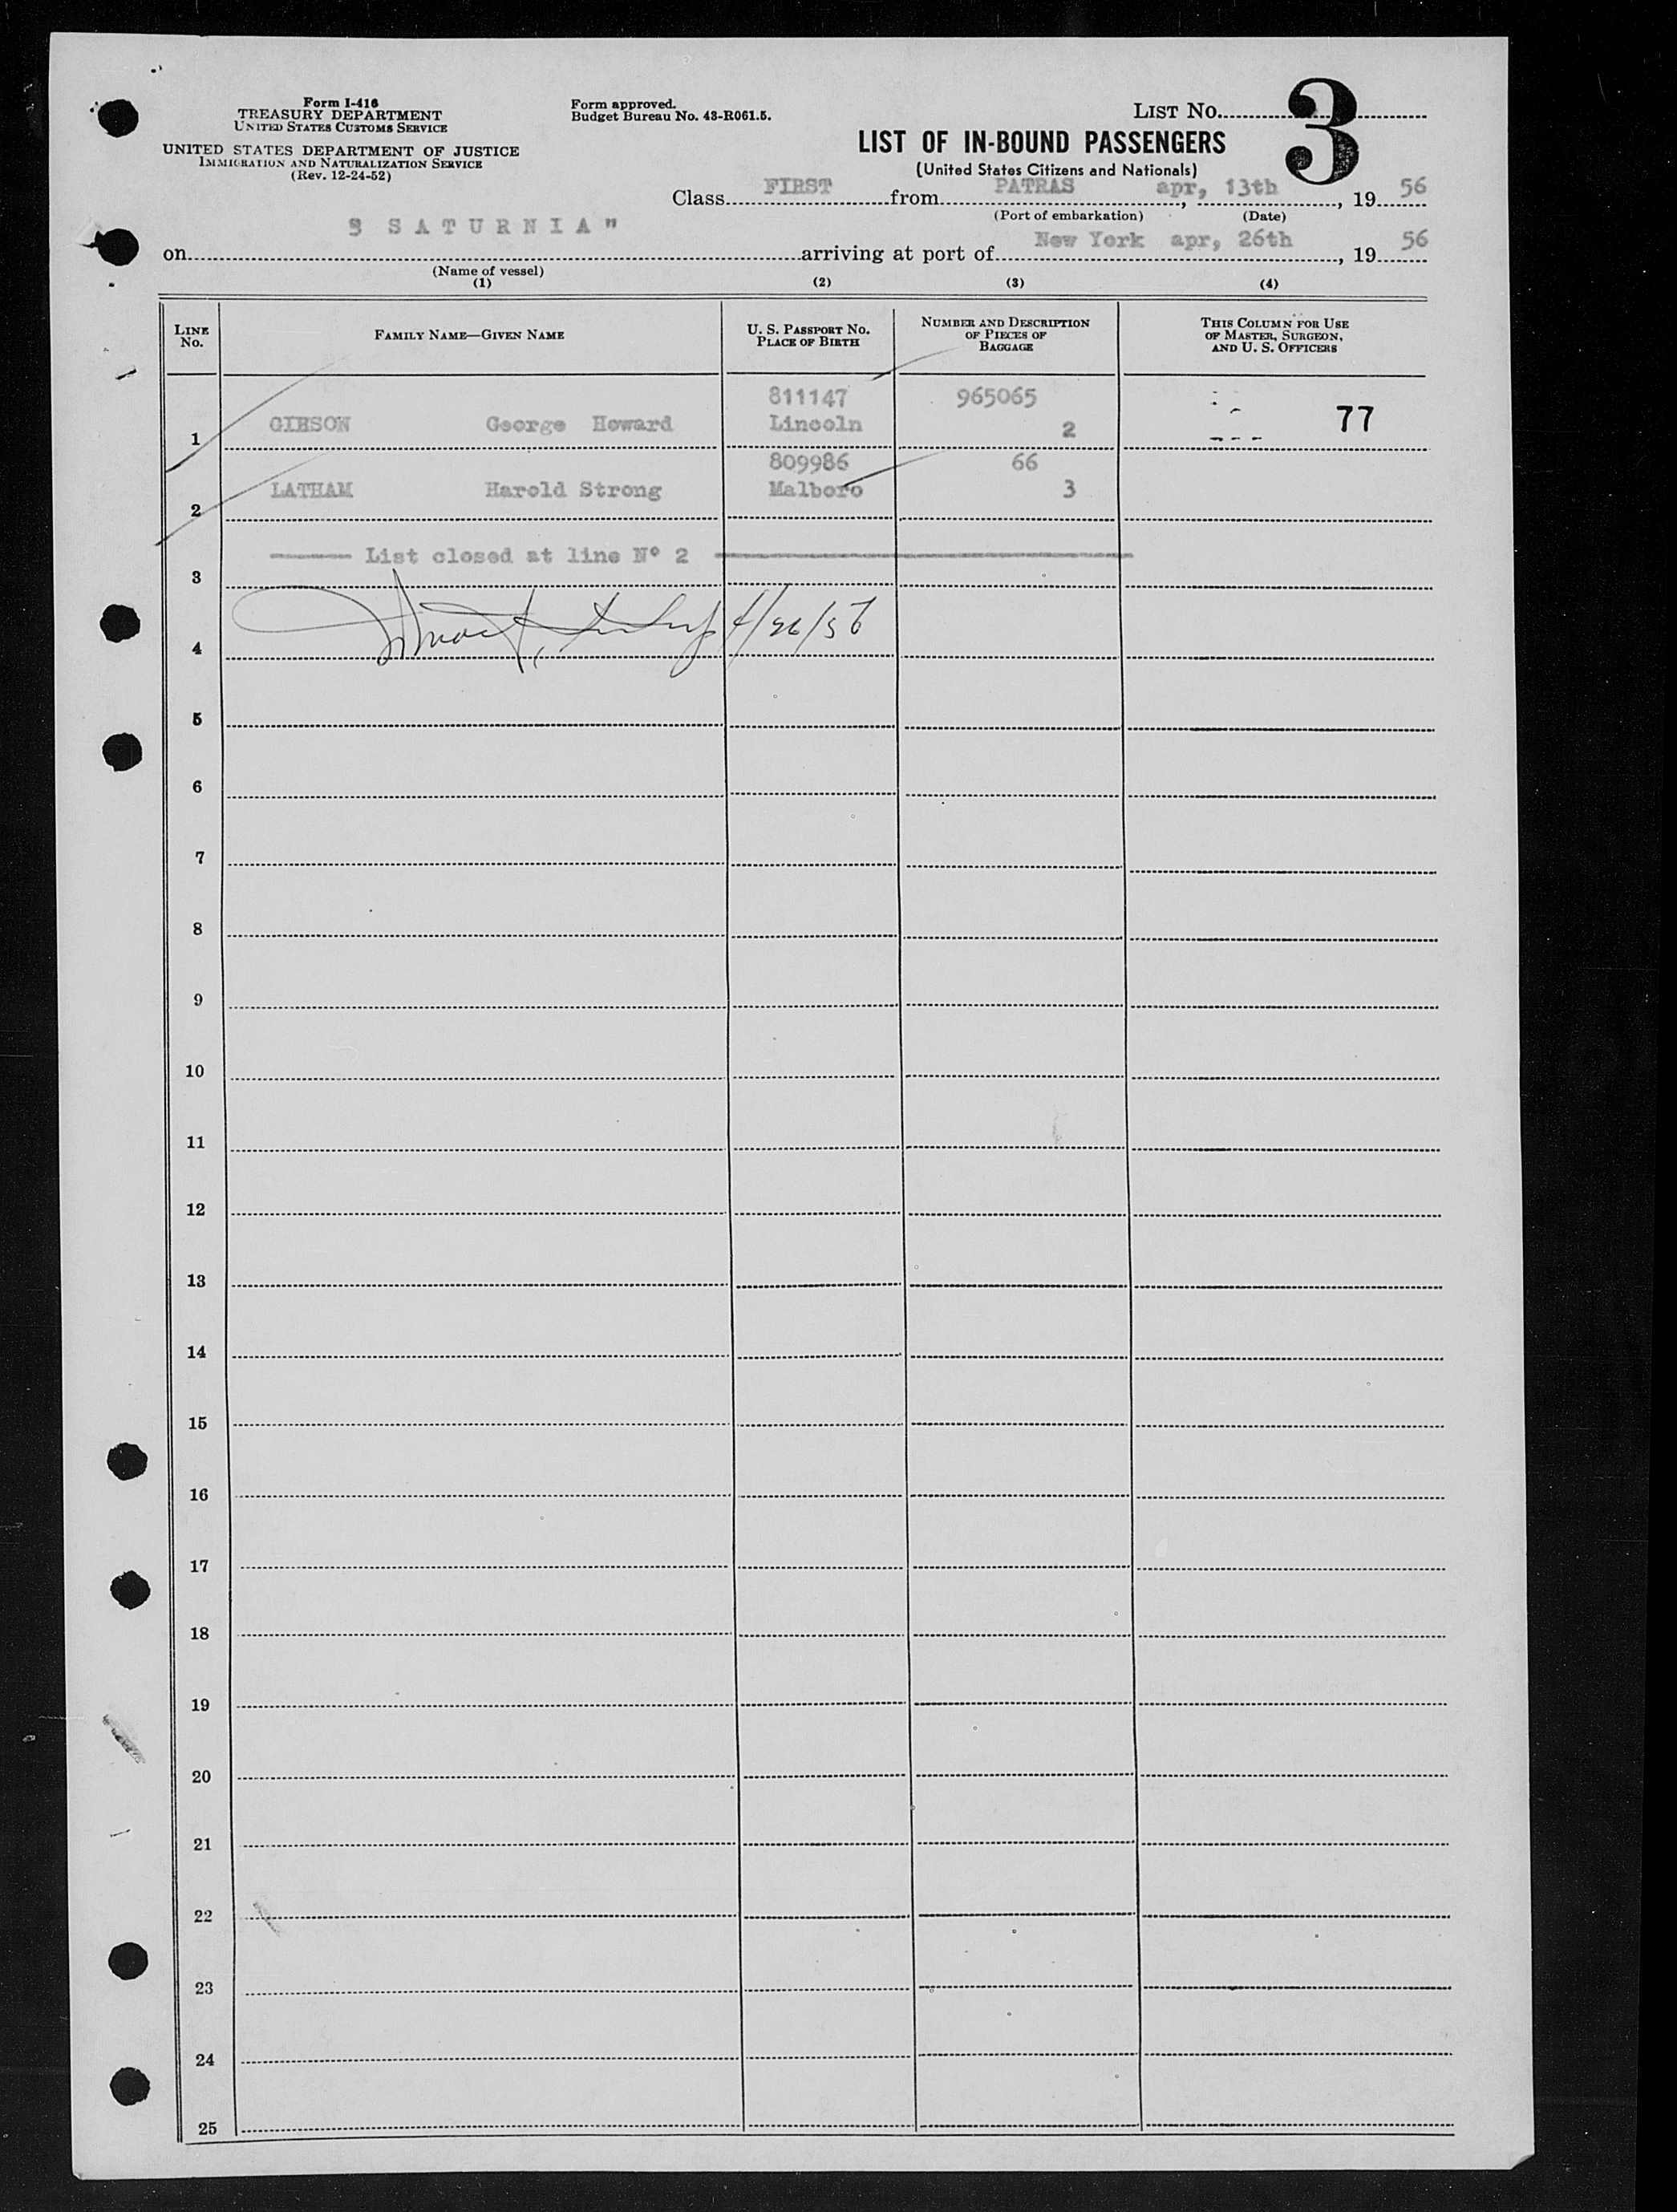 Form I-416
TREASURY DEPARTMENT
UNITED STATES CUSTOMS SERVICE
UNITED STATES DEPARTMENT OF JUSTICE
IMMIGRATION AND NATURALIZATION SERVICE
(Rev. 12-24-52)
Form approved.
Budget Bureau No. 43-R061.5.
LIST No. 3
LIST OF IN-BOUND PASSENGERS
(United States Citizens and Nationals)
Class FIRST from PATRAS apr, 13th, 19 56
(Port of embarkation) (Date)
on SATURNIA" arriving at port of New York apr, 26th, 19 56
(Name of vessel)
(1) (2) (3) (4)
LINE No. FAMILY NAME—GIVEN NAME U. S. PASSPORT No. PLACE OF BIRTH NUMBER AND DESCRIPTION OF PIECES OF BAGGAGE THIS COLUMN FOR USE OF MASTER, SURGEON, AND U. S. OFFICERS
811147 965065
1 GIBSON George Howard Lincoln 2 77
809986 66
2 LATHAM Harold Strong Malboro 3
3 List closed at line Nº 2
4 4/26/56
5
6
7
8
9
10
11
12
13
14
15
16
17
18
19
20
21
22
23
24
25